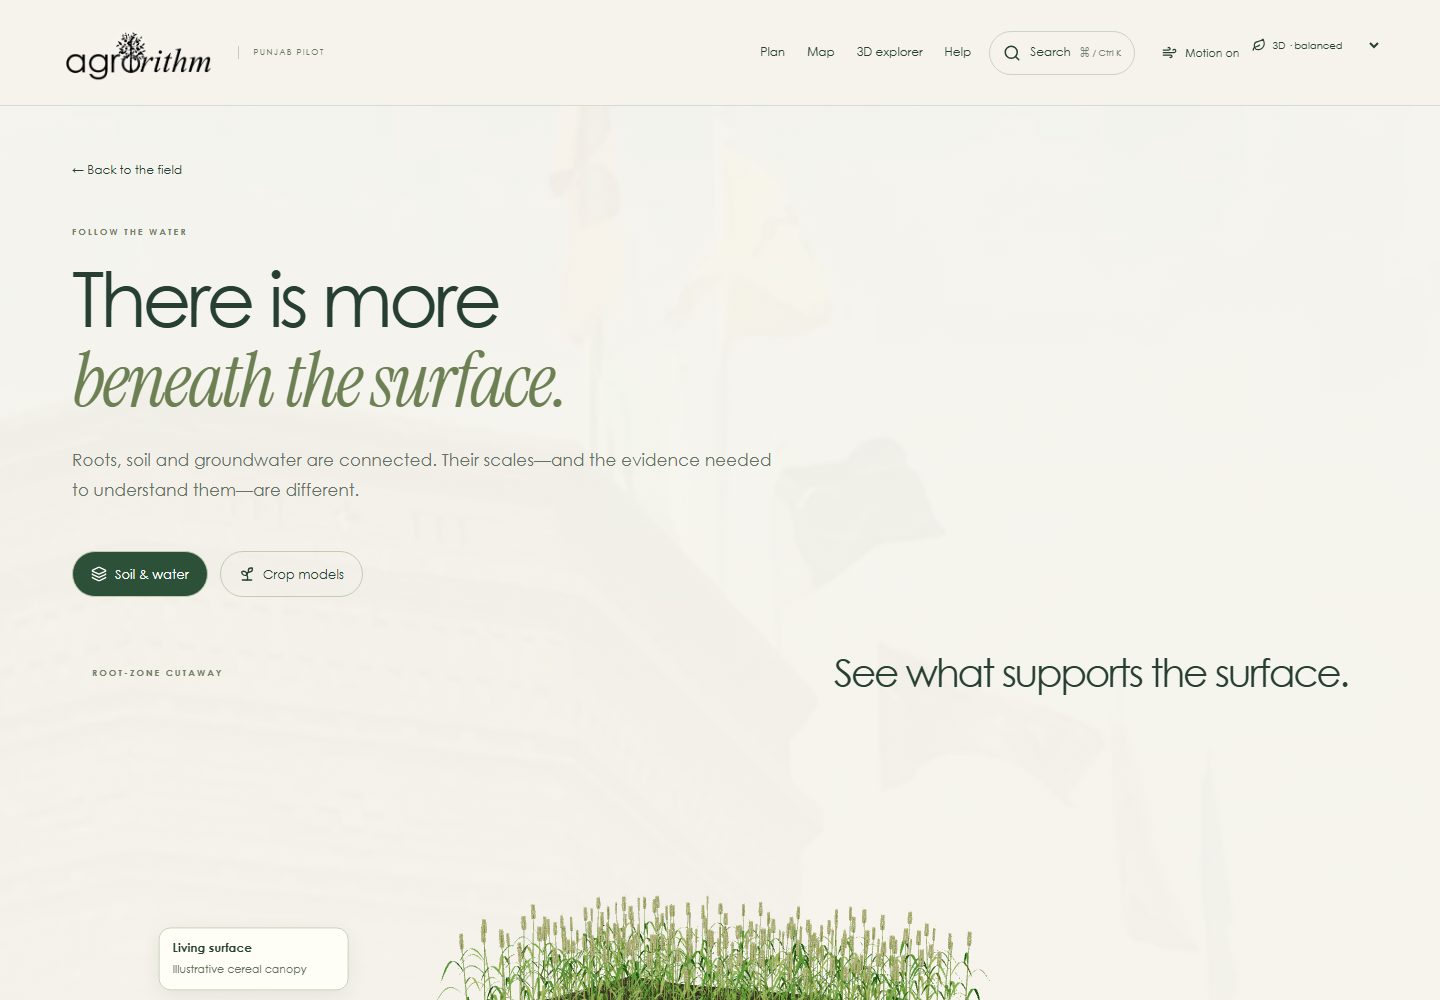 agrorithm
PUNJAB PILOT
Plan
Map
3D explorer
Help
Search ⌘ / Ctrl K
Motion on
3D · balanced
← Back to the field
FOLLOW THE WATER
There is more
beneath the surface.
Roots, soil and groundwater are connected. Their scales—and the evidence needed
to understand them—are different.
Soil & water
Crop models
ROOT-ZONE CUTAWAY
See what supports the surface.
Living surface
Illustrative cereal canopy